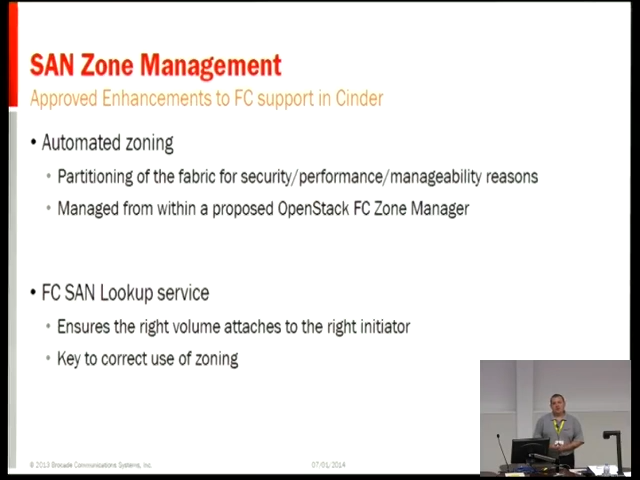 SAN Zone Management
Approved Enhancements to FC support in Cinder
• Automated zoning
• Partitioning of the fabric for security/performance/manageability reasons
• Managed from within a proposed OpenStack FC Zone Manager
• FC SAN Lookup service
• Ensures the right volume attaches to the right initiator
• Key to correct use of zoning
© 2013 Brocade Communications Systems, Inc.
07/01/2014